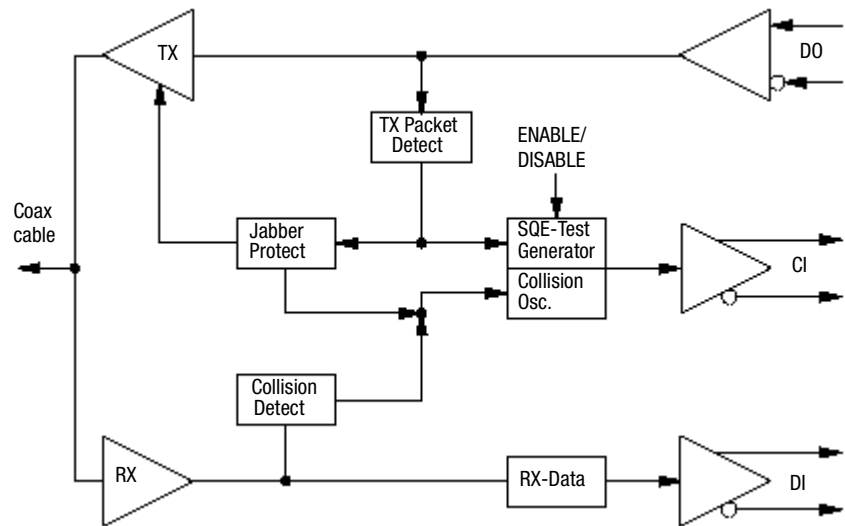 TX
DO
TX Packet
Detect
ENABLE/
DISABLE
Coax
cable
Jabber
Protect
SQE-Test
Generator
Collision
Osc.
CI
Collision
Detect
RX
RX-Data
DI